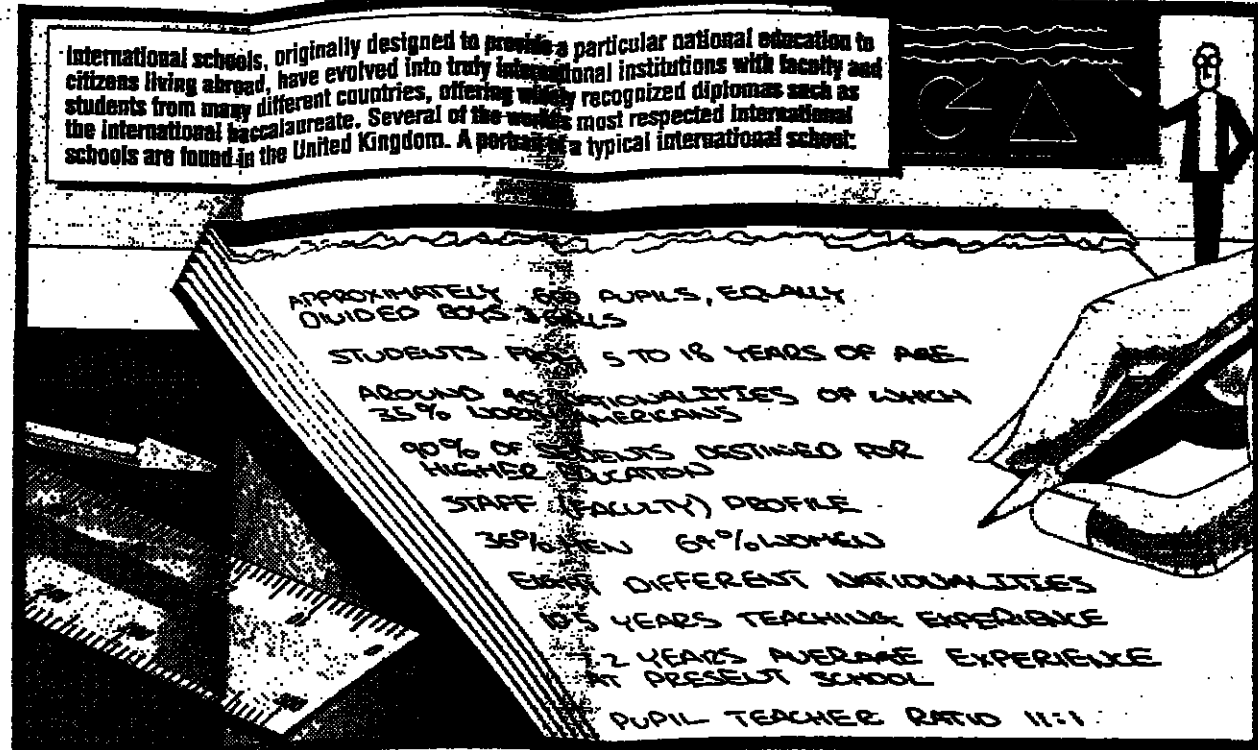 International schools, originally designed to provide a particular national education to
citizens living abroad, have evolved into truly international institutions with faculty and
students from many different countries, offering widely recognized diplomas such as
the international baccalaureate. Several of the world's most respected international
schools are found in the United Kingdom. A portrait of a typical international school:
APPROXIMATELY PUPILS, EQUALLY
DIVIDED BOYS & GIRLS
STUDENTS FROM 5 TO 18 YEARS OF AGE
AROUND NATIONALITIES OF WHICH
35% AMERICANS
90% OF STUDENTS DESTINED FOR
HIGHER EDUCATION
STAFF (FACULTY) PROFILE
36% MEN 64% WOMEN
EIGHT DIFFERENT NATIONALITIES
YEARS TEACHING EXPERIENCE
YEARS AVERAGE EXPERIENCE
AT PRESENT SCHOOL
PUPIL TEACHER RATIO 11:1